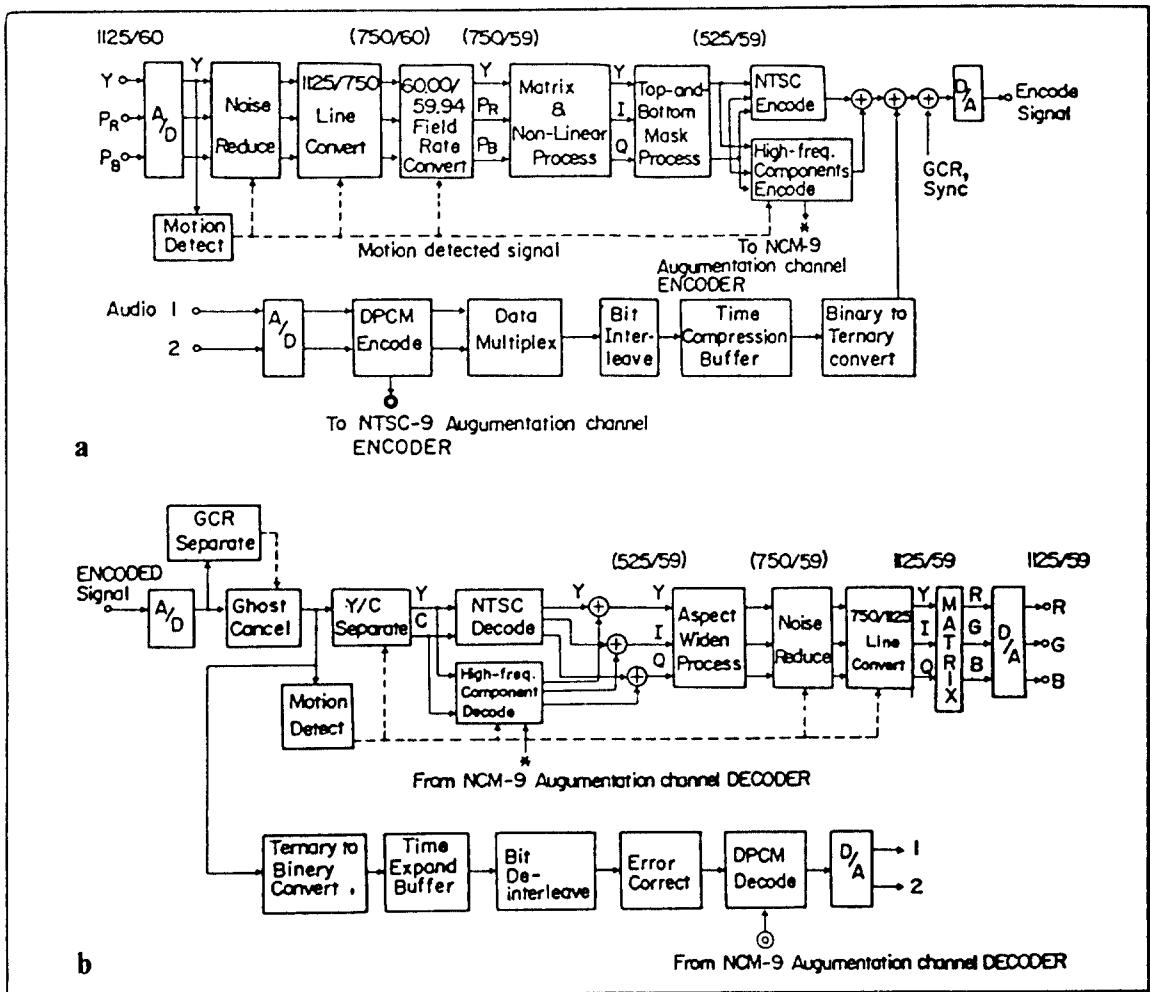 1125/60
(750/60)
(750/59)
(525/59)
Y
PR
PB
A/D
Y
Noise
Reduce
1125/750
Line
Convert
60.00/
59.94
Field
Rate
Convert
Y
PR
PB
Matrix
&
Non-Linear
Process
Y
I
Q
Top-and
Bottom
Mask
Process
NTSC
Encode
High-freq.
Components
Encode
D/A
Encode
Signal
GCR,
Sync
Motion
Detect
Motion detected signal
*
To NCM-9
Augumentation channel
ENCODER
Audio 1
2
A/D
DPCM
Encode
Data
Multiplex
Bit
Inter-
leave
Time
Compression
Buffer
Binary to
Ternary
convert
To NTSC-9 Augumentation channel
ENCODER
a
GCR
Separate
(525/59)
(750/59)
1125/59
1125/59
ENCODED
Signal
A/D
Ghost
Cancel
Y/C
Separate
Y
C
NTSC
Decode
High-freq.
Component
Decode
Y
Y
I
Q
Aspect
Widen
Process
Noise
Reduce
750/1125
Line
Convert
Y
I
Q
MATRIX
R
G
B
D/A
R
G
B
Motion
Detect
*
From NCM-9 Augumentation channel DECODER
Ternary to
Binery
Convert .
Time
Expand
Buffer
Bit
De-
interleave
Error
Correct
DPCM
Decode
D/A
1
2
From NCM-9 Augumentation channel DECODER
b